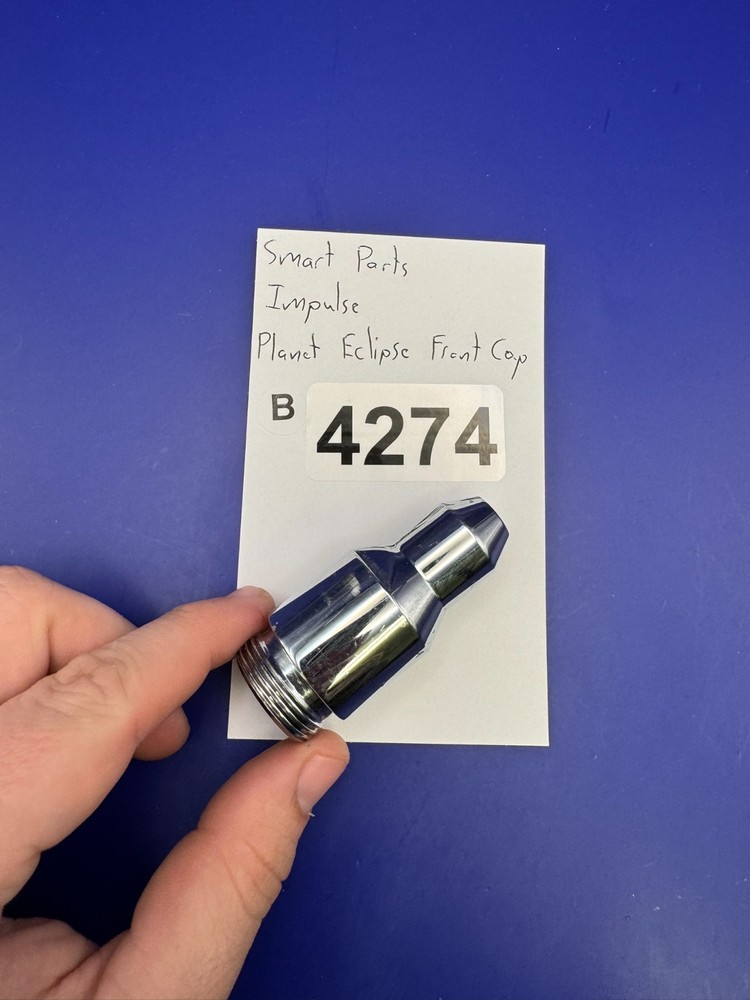 Smart Parts
Impulse
Planet Eclipse Front Cap
B 4274